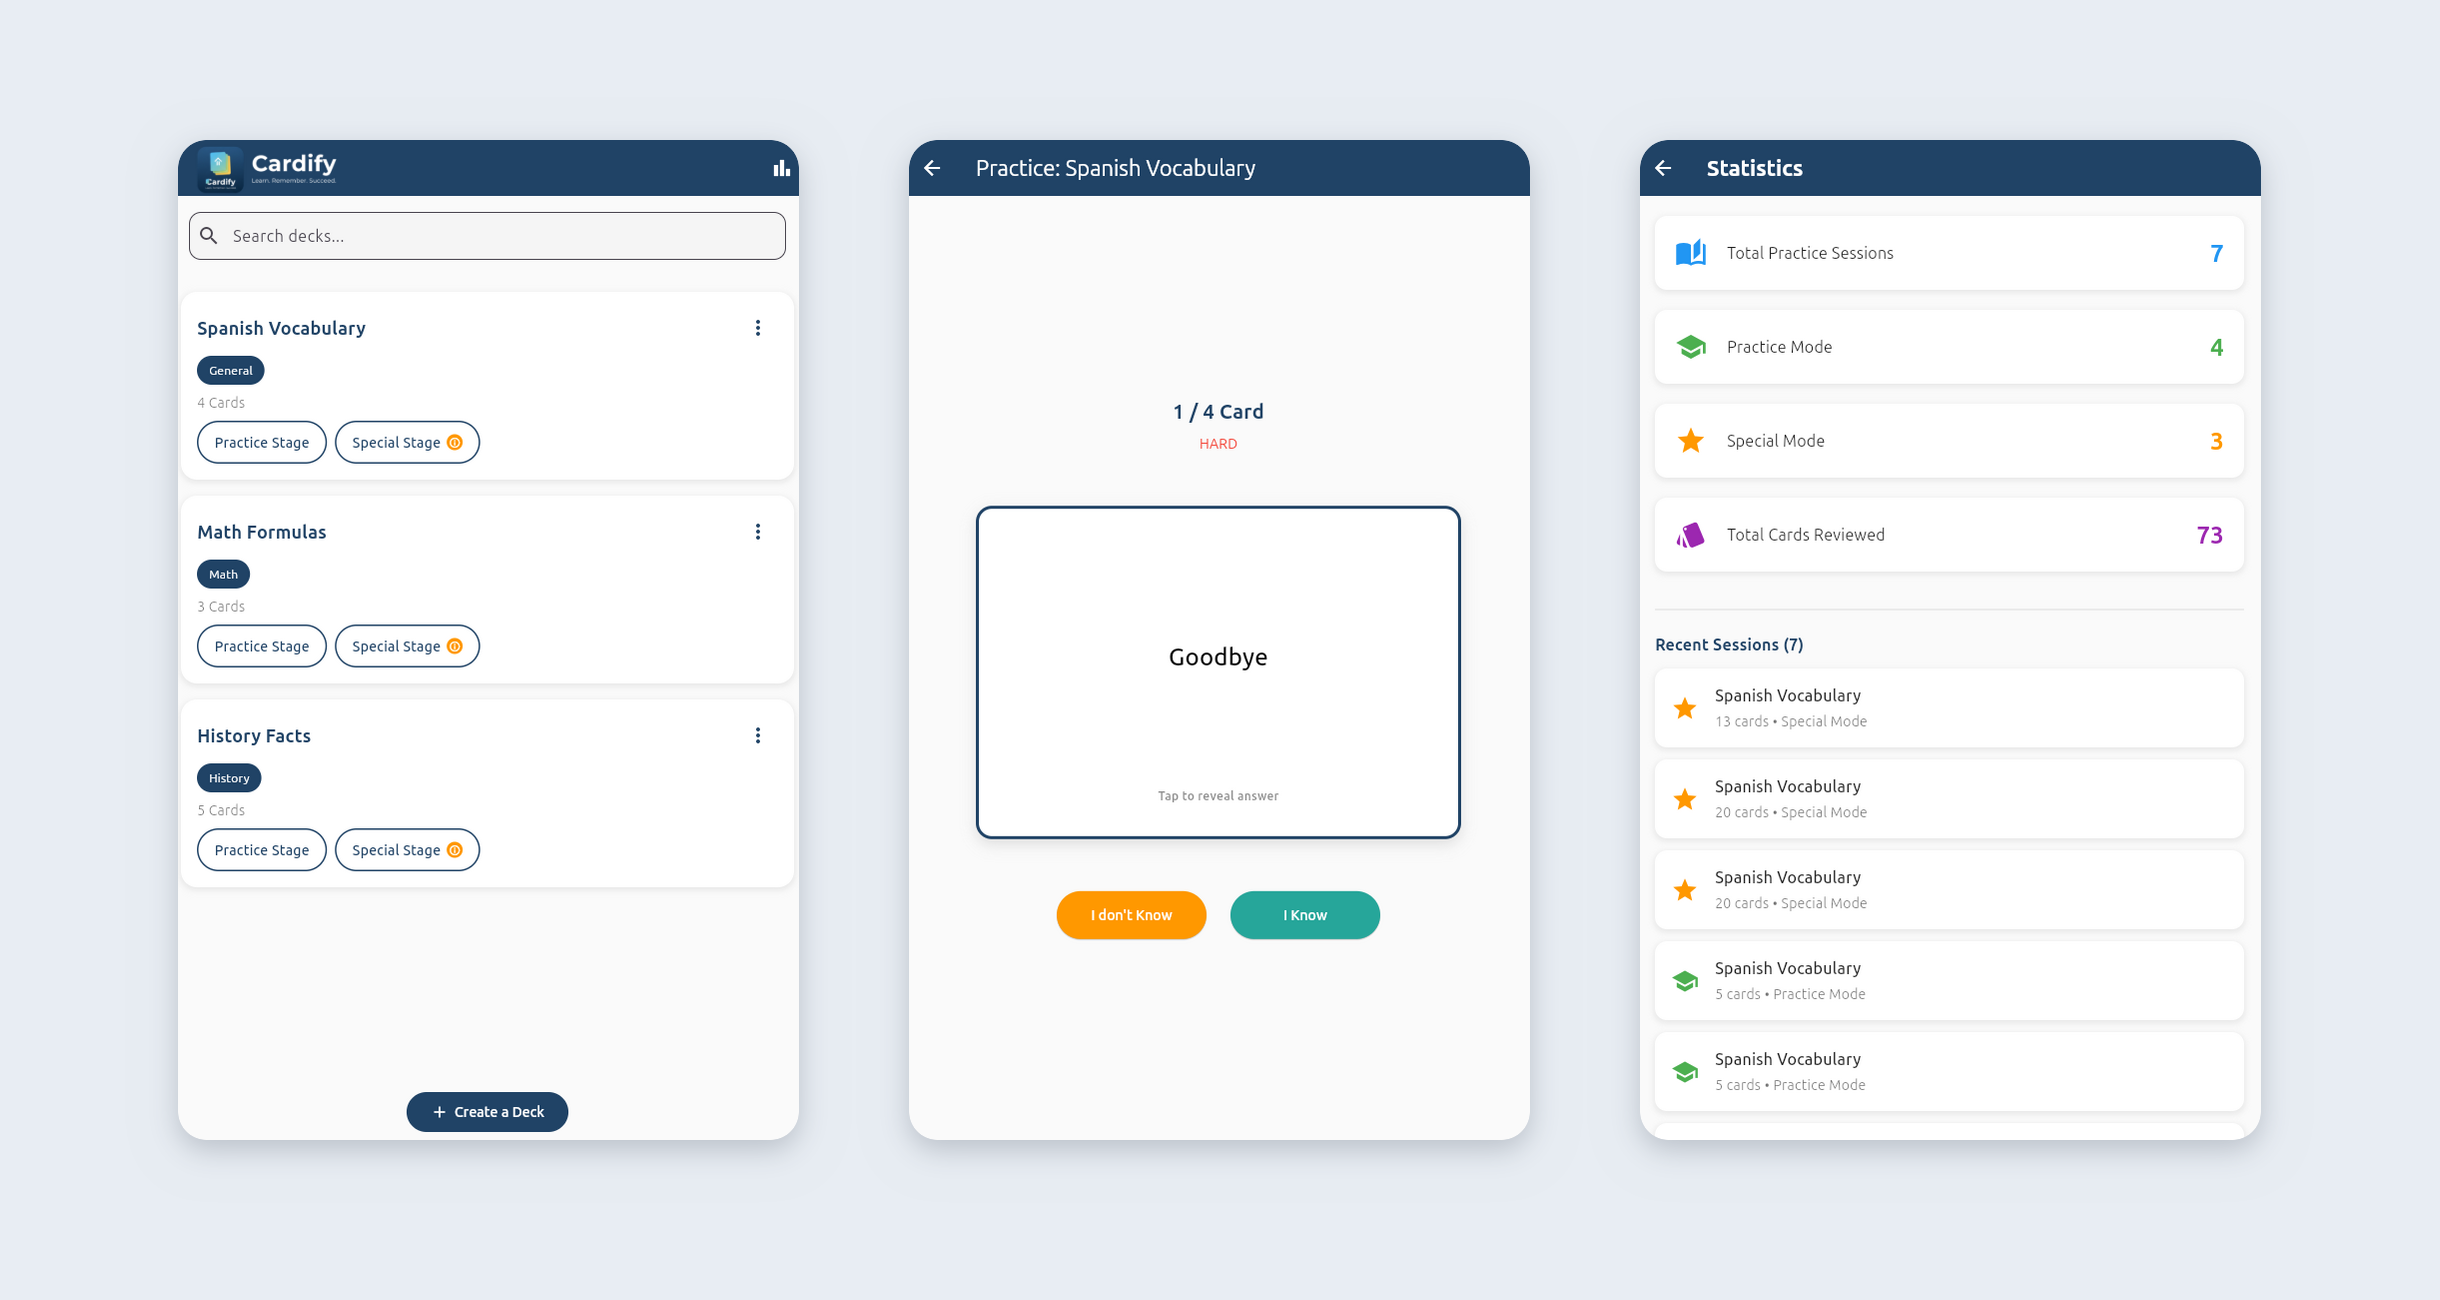 Cardify
Learn. Remember. Succeed.
Cardify
Search decks...
Spanish Vocabulary
General
4 Cards
Practice Stage
Special Stage
Math Formulas
Math
3 Cards
Practice Stage
Special Stage
History Facts
History
5 Cards
Practice Stage
Special Stage
+ Create a Deck
Practice: Spanish Vocabulary
1 / 4 Card
HARD
Goodbye
Tap to reveal answer
I don't Know
I Know
Statistics
Total Practice Sessions
7
Practice Mode
4
Special Mode
3
Total Cards Reviewed
73
Recent Sessions (7)
Spanish Vocabulary
13 cards • Special Mode
Spanish Vocabulary
20 cards • Special Mode
Spanish Vocabulary
20 cards • Special Mode
Spanish Vocabulary
5 cards • Practice Mode
Spanish Vocabulary
5 cards • Practice Mode